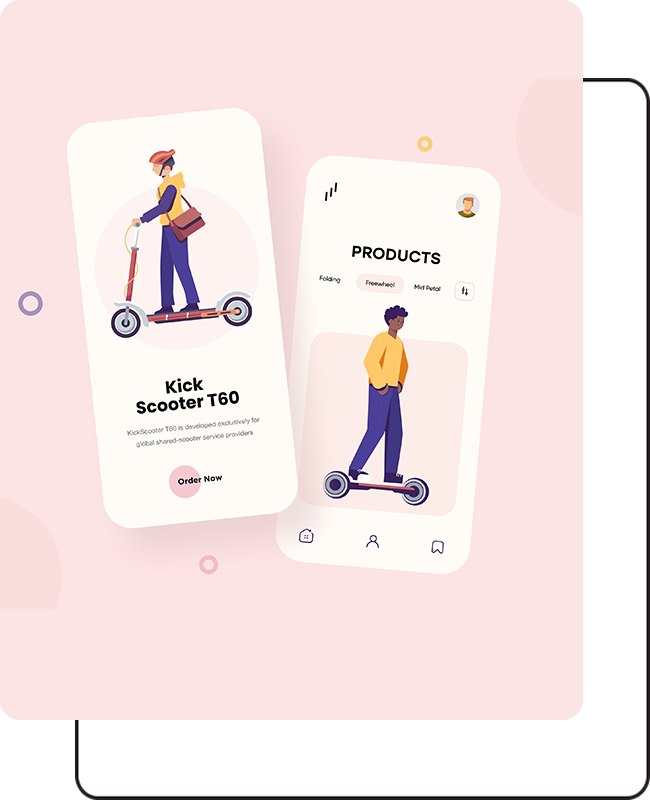 Kick
Scooter T60
KickScooter T60 is developed exclusively for
global shared-scooter service providers
Order Now
PRODUCTS
Folding
Freewheel
Mid Petal